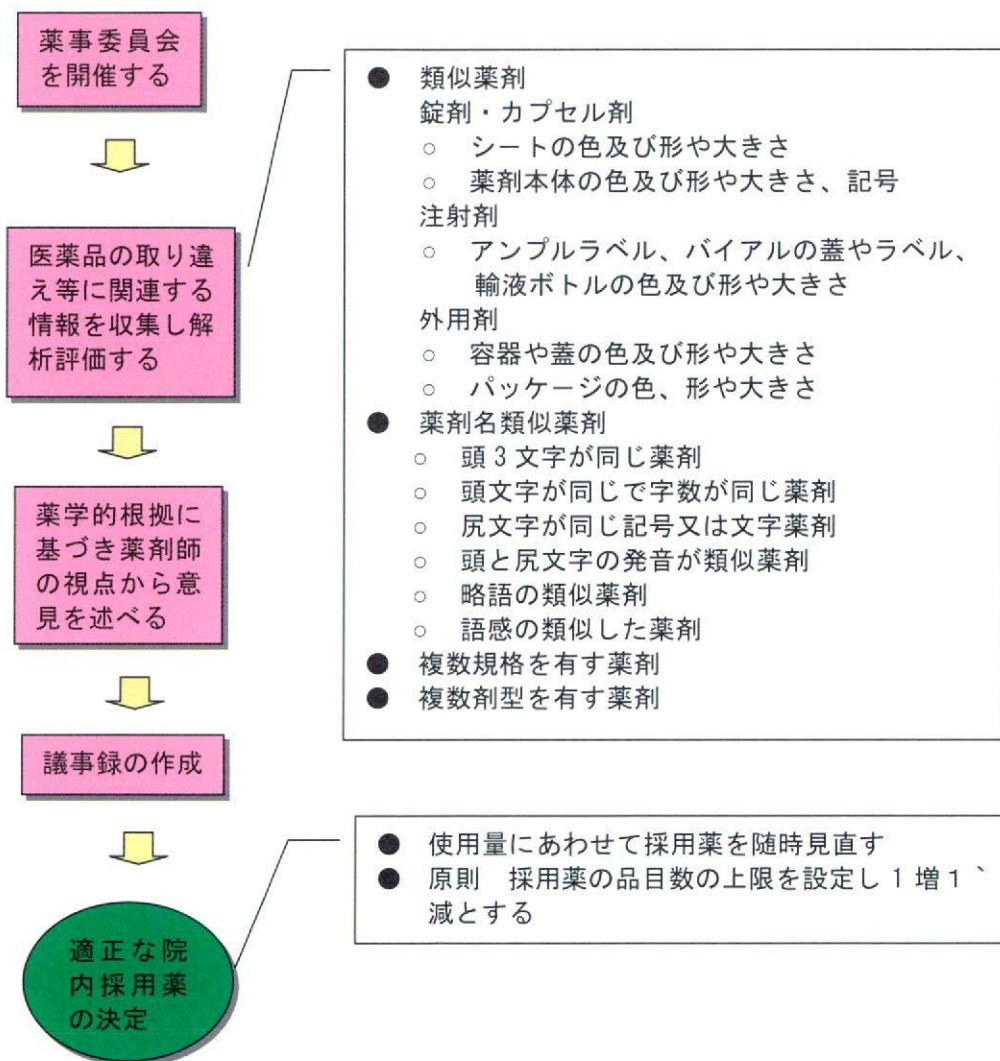 薬事委員会
を開催する
医薬品の取り違
え等に関連する
情報を収集し解
析評価する
薬学的根拠に
基づき薬剤師
の視点から意
見を述べる
議事録の作成
適正な院
内採用薬
の決定
● 類似薬剤
錠剤・カプセル剤
○ シートの色及び形や大きさ
○ 薬剤本体の色及び形や大きさ、記号
注射剤
○ アンプルラベル、バイアルの蓋やラベル、
輸液ボトルの色及び形や大きさ
外用剤
○ 容器や蓋の色及び形や大きさ
○ パッケージの色、形や大きさ
● 薬剤名類似薬剤
○ 頭3文字が同じ薬剤
○ 頭文字が同じで字数が同じ薬剤
○ 尻文字が同じ記号又は文字薬剤
○ 頭と尻文字の発音が類似薬剤
○ 略語の類似薬剤
○ 語感の類似した薬剤
● 複数規格を有す薬剤
● 複数剤型を有す薬剤
● 使用量にあわせて採用薬を随時見直す
● 原則 採用薬の品目数の上限を設定し1増1`
減とする